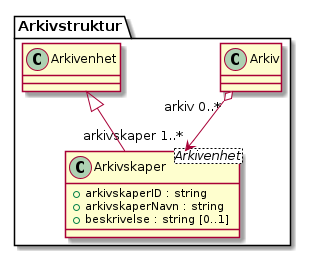 Arkivstruktur
C Arkivenhet
C Arkiv
arkiv 0..*
arkivskaper 1..*
Arkivenhet
C Arkivskaper
arkivskaperID : string
arkivskaperNavn : string
beskrivelse : string [0..1]